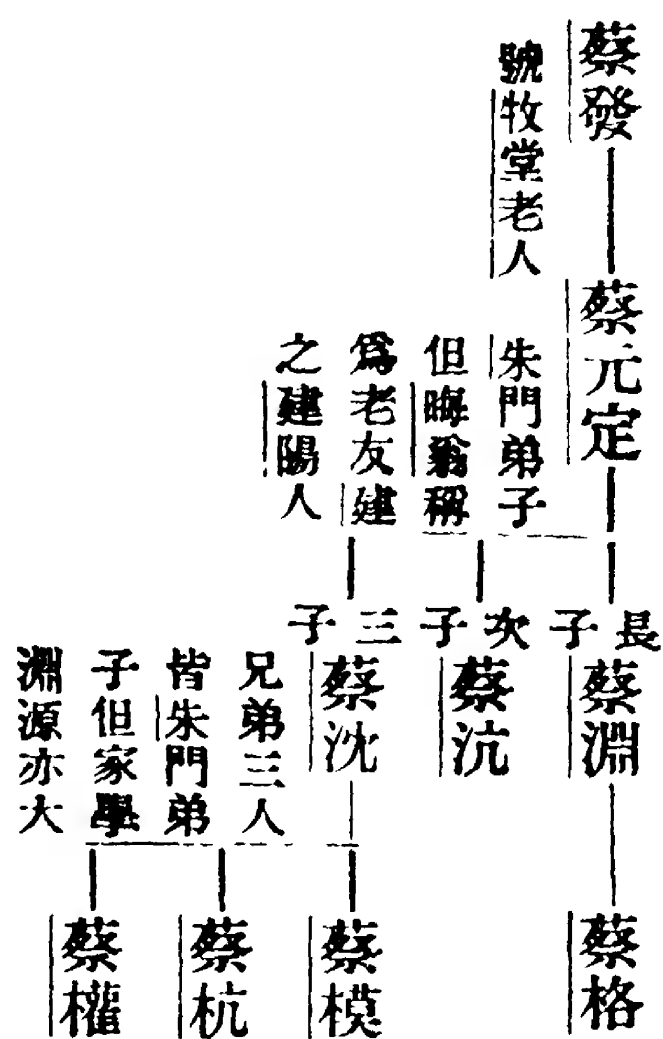 蔡發
號牧堂老人
蔡元定
朱門弟子
但晦翁稱
爲老友建
之建陽人
長子
蔡淵
次子
蔡沆
三子
蔡沈
兄弟三人
皆朱門弟
子但家學
淵源亦大
蔡格
蔡模
蔡杭
蔡權